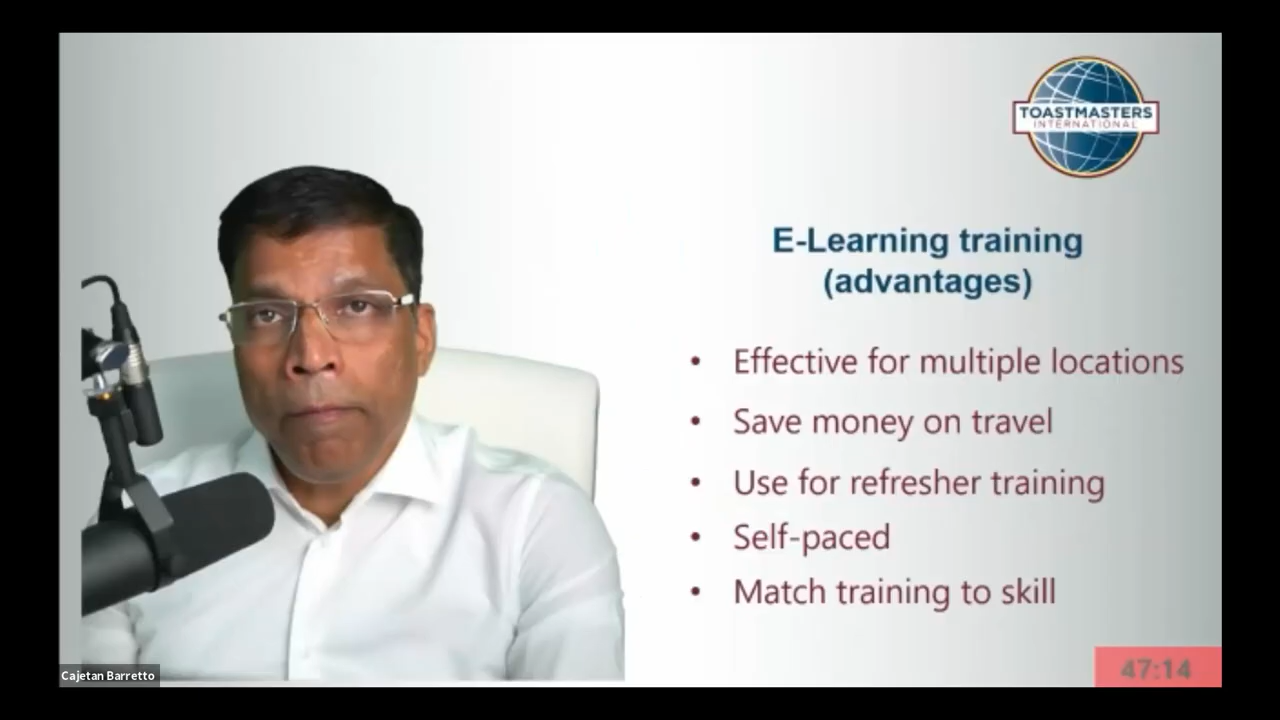 TOASTMASTERS
INTERNATIONAL
E-Learning training
(advantages)
• Effective for multiple locations
• Save money on travel
• Use for refresher training
• Self-paced
• Match training to skill
47:14
Cajetan Barretto